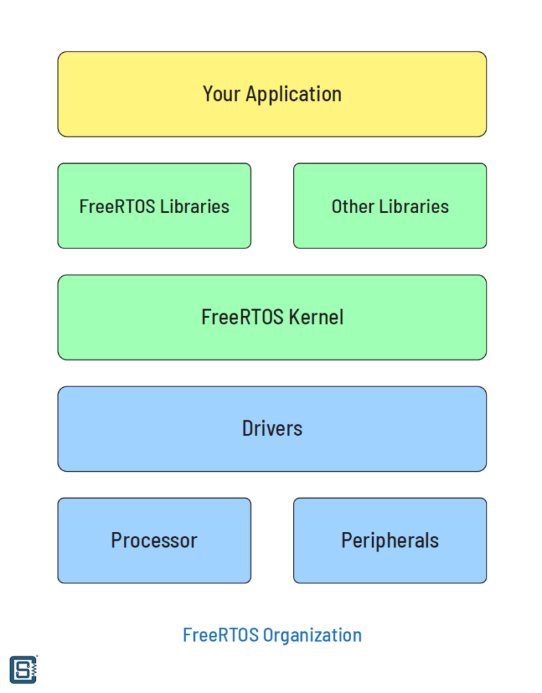 Your Application
FreeRTOS Libraries
Other Libraries
FreeRTOS Kernel
Drivers
Processor
Peripherals
FreeRTOS Organization